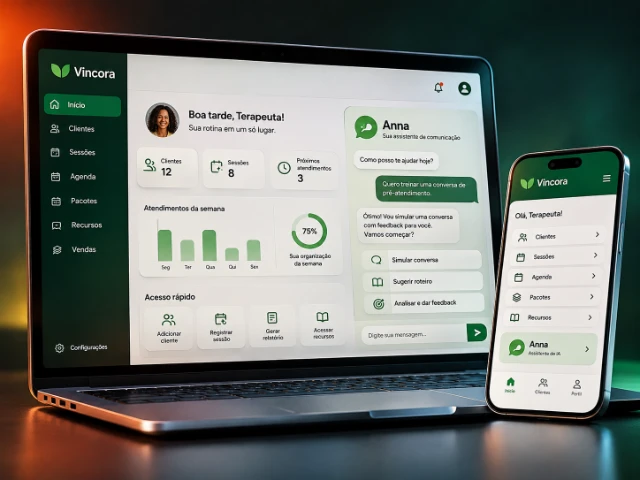 Vincora
Início
Clientes
Sessões
Agenda
Pacotes
Recursos
Vendas
Configurações
Boa tarde, Terapeuta!
Sua rotina em um só lugar.
Clientes
12
Sessões
8
Próximos
atendimentos
3
Atendimentos da semana
Seg
Ter
Qua
Qui
Sex
75%
Sua organização
da semana
Acesso rápido
Adicionar
cliente
Registrar
sessão
Gerar
relatório
Acessar
recursos
Anna
Sua assistente de comunicação
Como posso te ajudar hoje?
Quero treinar uma conversa de
pré-atendimento.
Ótimo! Vou simular uma conversa
com feedback para você.
Vamos começar?
Simular conversa
Sugerir roteiro
Analisar e dar feedback
Digite sua mensagem...
Vincora
Olá, Terapeuta!
Clientes
Sessões
Agenda
Pacotes
Recursos
Anna
Assistente de IA
Início
Clientes
Perfil